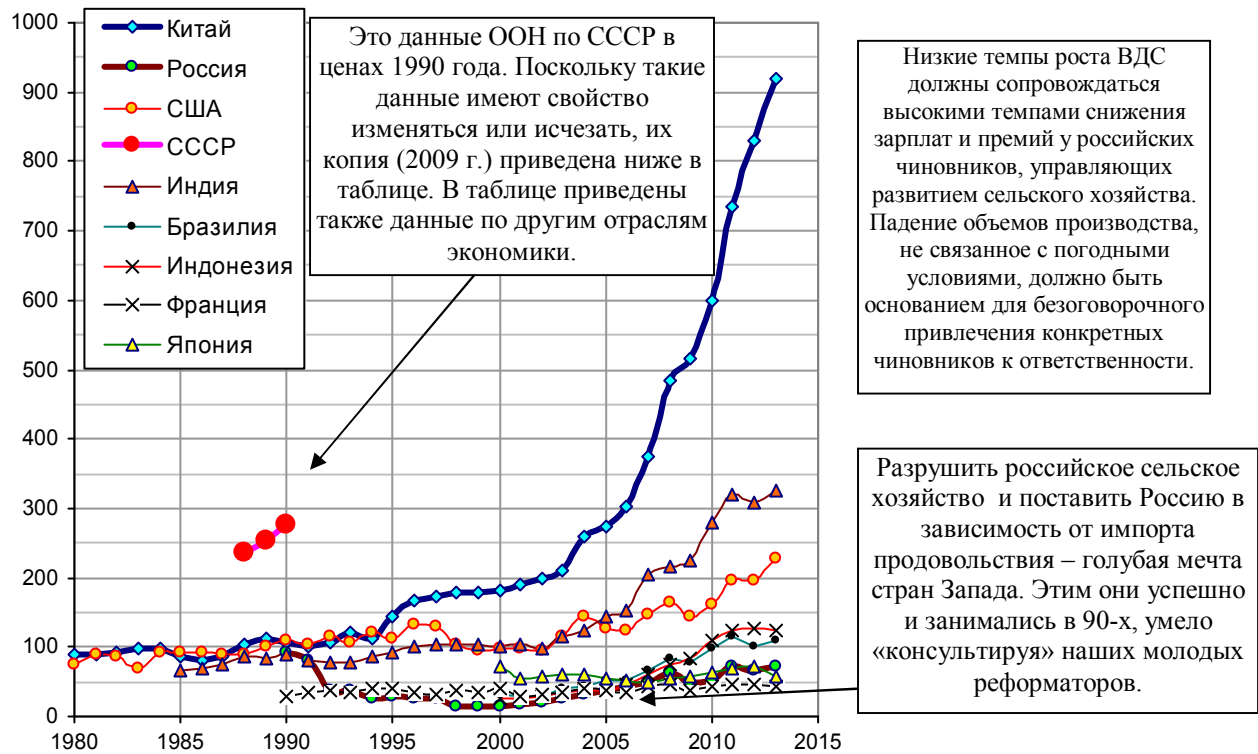 1000
900
800
700
600
500
400
300
200
100
0
1980
1985
1990
1995
2000
2005
2010
2015
Китай
Россия
США
СССР
Индия
Бразилия
Индонезия
Франция
Япония
Это данные ООН по СССР в
ценах 1990 года. Поскольку такие
данные имеют свойство
изменяться или исчезать, их
копия (2009 г.) приведена ниже в
таблице. В таблице приведены
также данные по другим отраслям
экономики.
Низкие темпы роста ВДС
должны сопровождаться
высокими темпами снижения
зарплат и премий у российских
чиновников, управляющих
развитием сельского хозяйства.
Падение объемов производства,
не связанное с погодными
условиями, должно быть
основанием для безоговорочного
привлечения конкретных
чиновников к ответственности.
Разрушить российское сельское
хозяйство и поставить Россию в
зависимость от импорта
продовольствия – голубая мечта
стран Запада. Этим они успешно
и занимались в 90-х, умело
«консультируя» наших молодых
реформаторов.